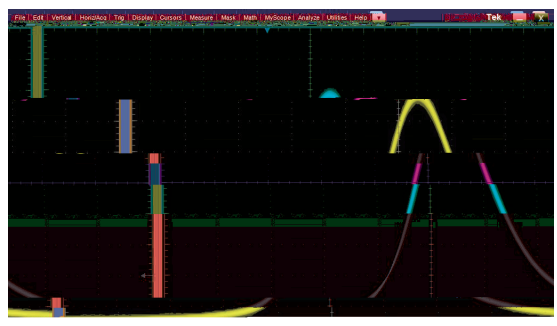 File | Edit | Vertical | Horiz/Acq | Trig | Display | Cursors | Measure | Mask | Math | MyScope | Analyze | Utilities | Help Tek X